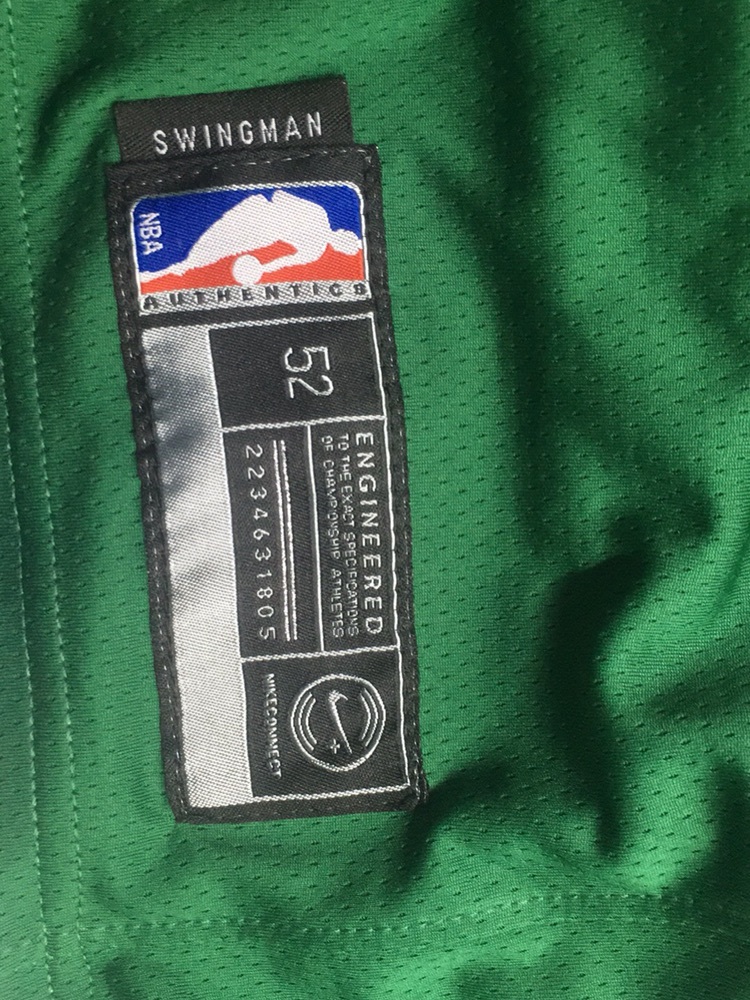 SWINGMAN
NBA
AUTHENTICS
52
ENGINEERED
TO THE EXACT SPECIFICATIONS
OF CHAMPIONSHIP ATHLETES
2234631805
NIKECONNECT